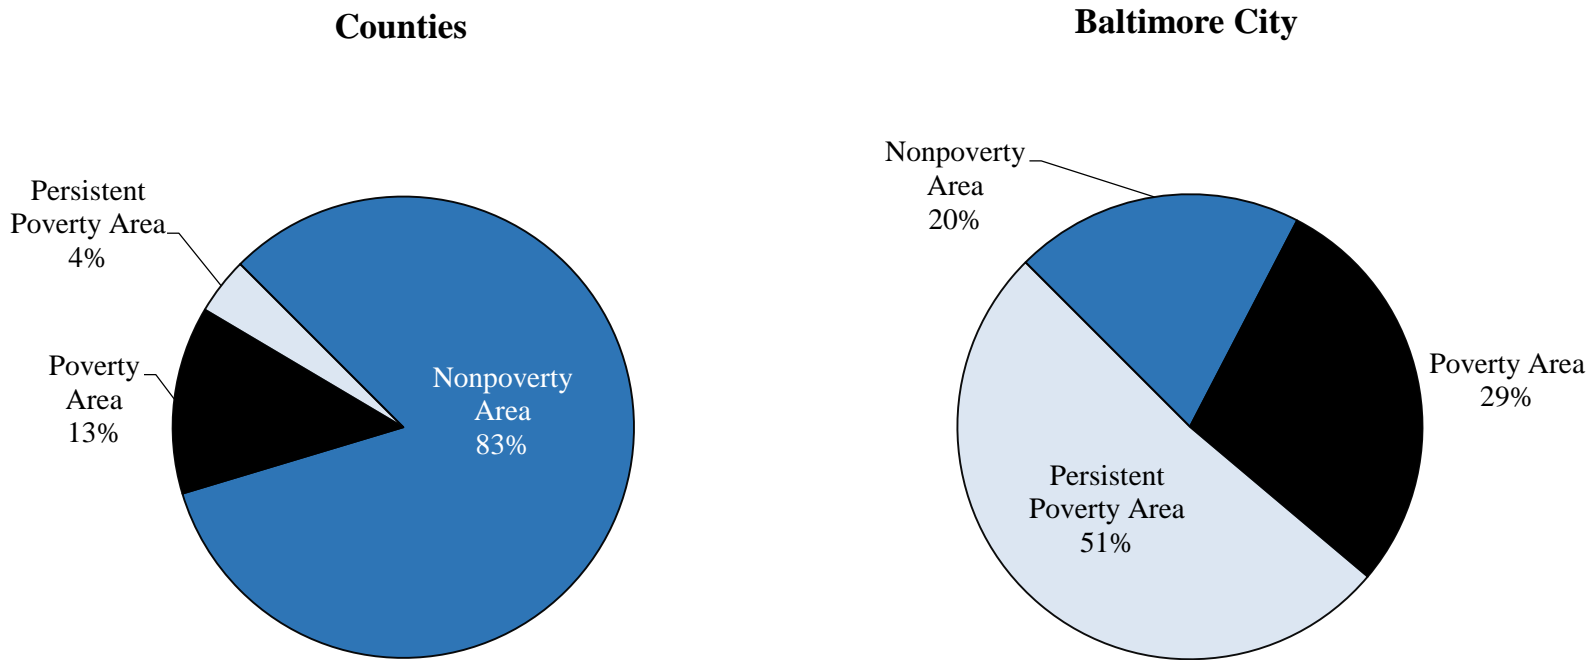 Counties
Persistent
Poverty Area
4%
Poverty
Area
13%
Nonpoverty
Area
83%
Baltimore City
Nonpoverty
Area
20%
Poverty Area
29%
Persistent
Poverty Area
51%